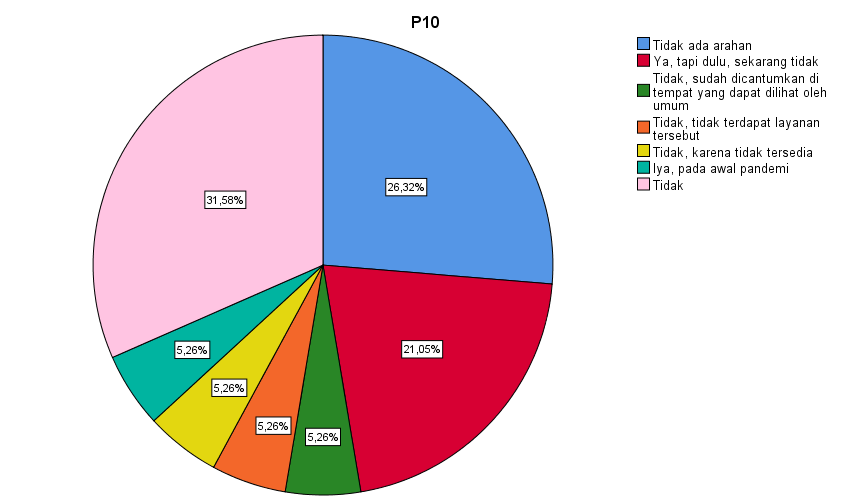 P10
Tidak ada arahan
Ya, tapi dulu, sekarang tidak
Tidak, sudah dicantumkan di
tempat yang dapat dilihat oleh
umum
Tidak, tidak terdapat layanan
tersebut
Tidak, karena tidak tersedia
Iya, pada awal pandemi
Tidak
26,32%
31,58%
21,05%
5,26%
5,26%
5,26%
5,26%